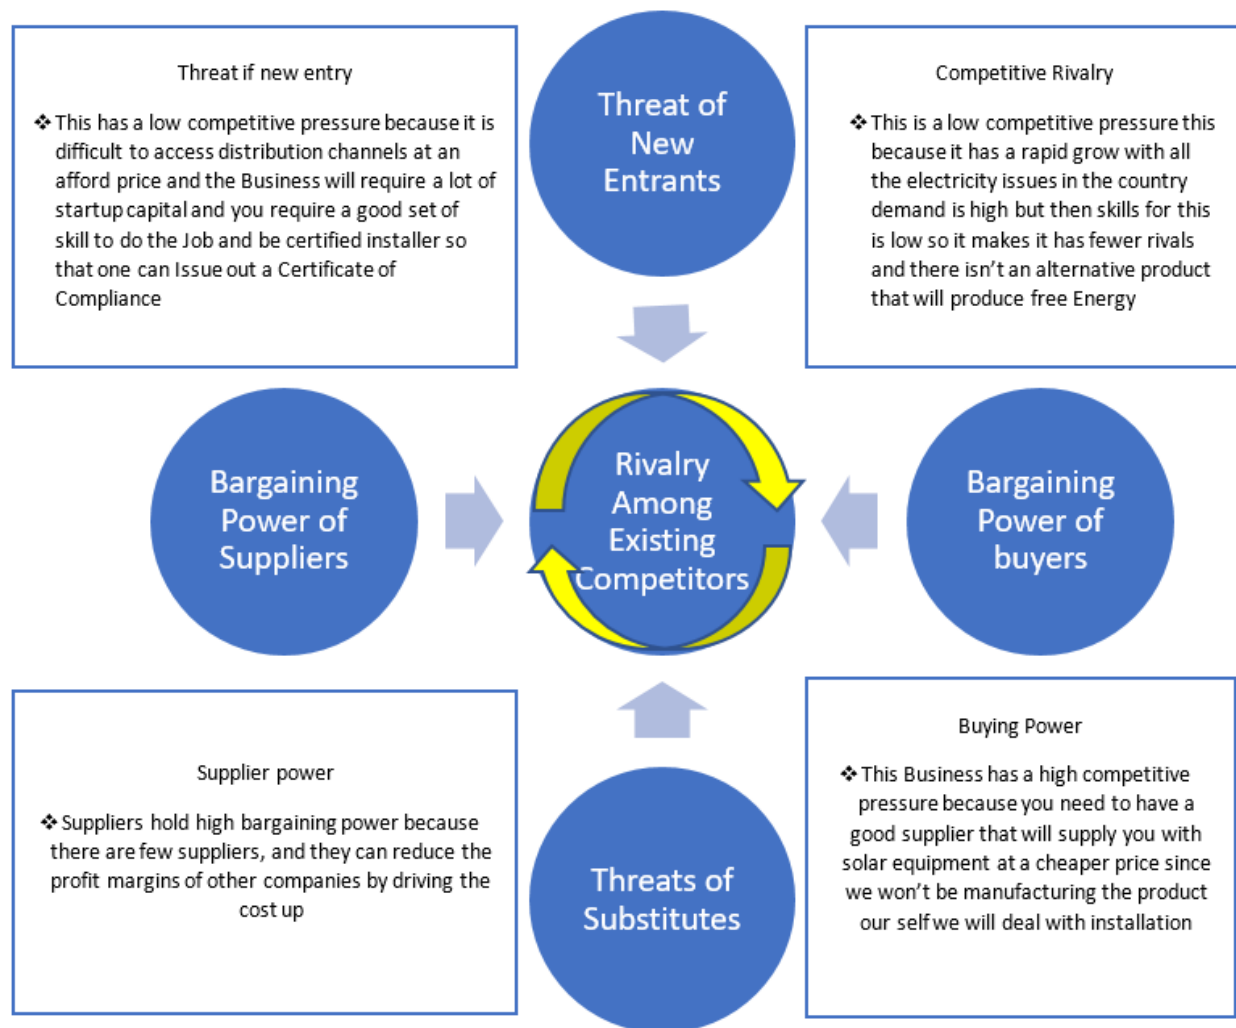 Threat if new entry
❖ This has a low competitive pressure because it is
difficult to access distribution channels at an
afford price and the Business will require a lot of
startup capital and you require a good set of
skill to do the Job and be certified installer so
that one can Issue out a Certificate of
Compliance
Threat of
New
Entrants
Competitive Rivalry
❖ This is a low competitive pressure this
because it has a rapid grow with all
the electricity issues in the country
demand is high but then skills for this
is low so it makes it has fewer rivals
and there isn't an alternative product
that will produce free Energy
Bargaining
Power of
Suppliers
Rivalry
Among
Existing
Competitors
Bargaining
Power of
buyers
Supplier power
❖ Suppliers hold high bargaining power because
there are few suppliers, and they can reduce the
profit margins of other companies by driving the
cost up
Threats of
Substitutes
Buying Power
❖ This Business has a high competitive
pressure because you need to have a
good supplier that will supply you with
solar equipment at a cheaper price since
we won't be manufacturing the product
our self we will deal with installation